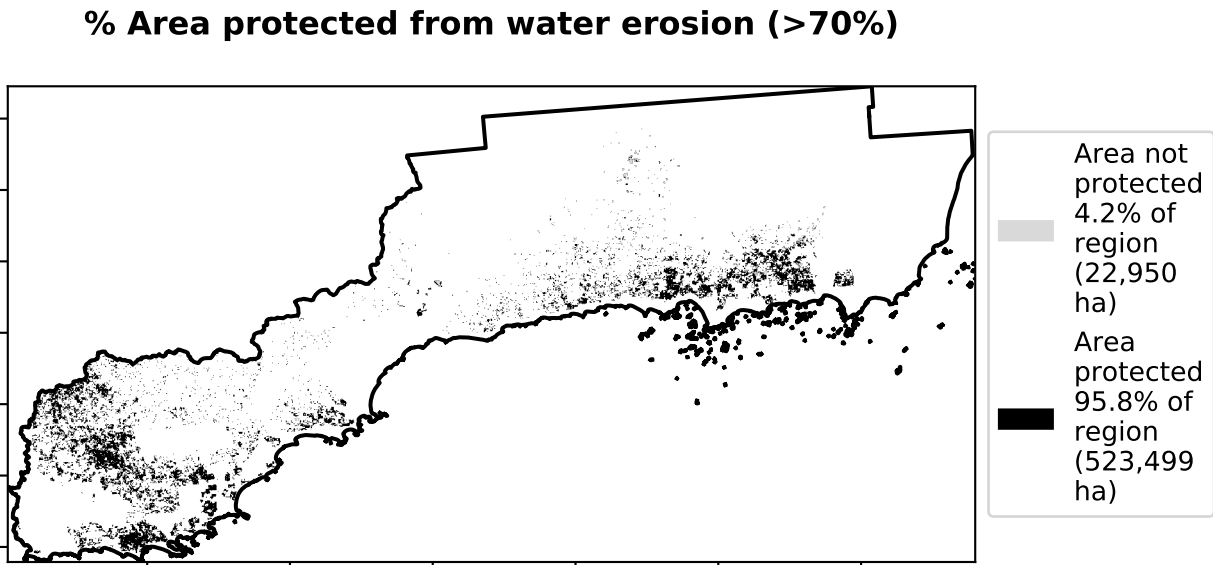 % Area protected from water erosion (>70%)
Area not
protected
4.2% of
region
(22,950
ha)
Area
protected
95.8% of
region
(523,499
ha)